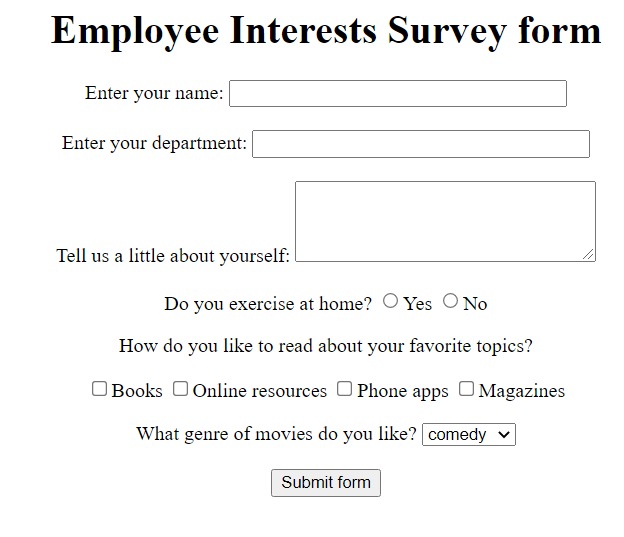 Employee Interests Survey form
Enter your name:
Enter your department:
Tell us a little about yourself:
Do you exercise at home? Yes No
How do you like to read about your favorite topics?
Books Online resources Phone apps Magazines
What genre of movies do you like? comedy
Submit form